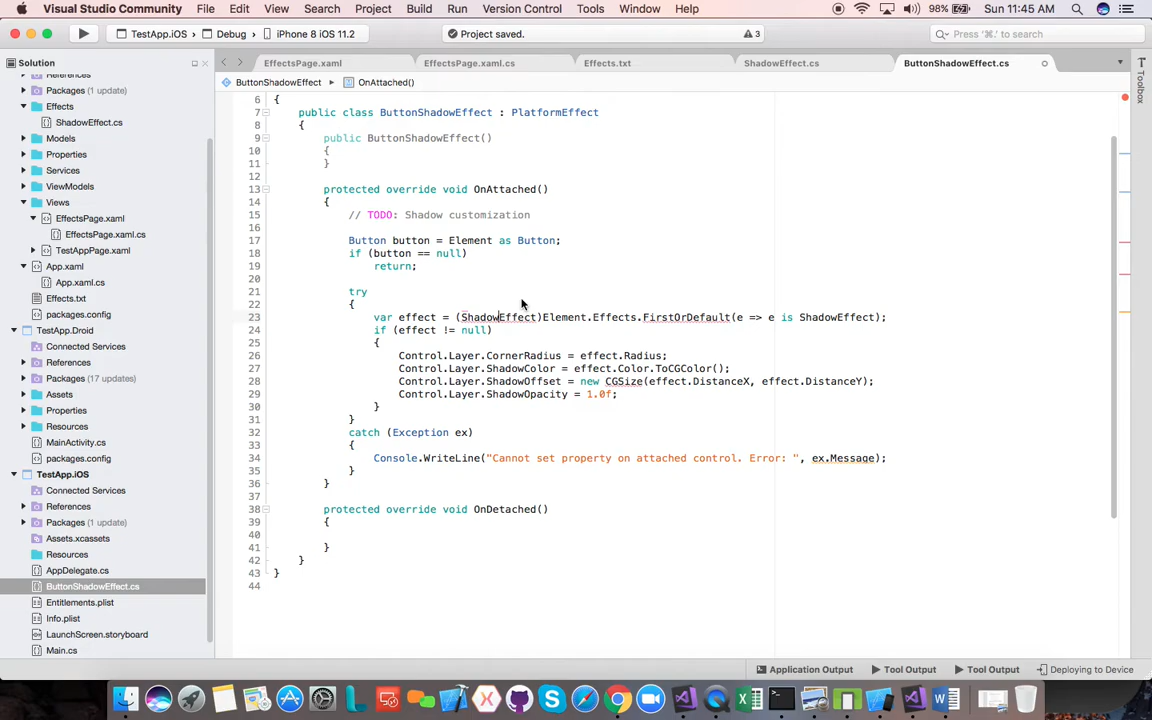 Visual Studio Community File Edit View Search Project Build Run Version Control Tools Window Help 98% Sun 11:45 AM
TestApp.iOS Debug iPhone 8 iOS 11.2 Project saved. 3 Press '⌘.' to search
Solution
EffectsPage.xaml EffectsPage.xaml.cs Effects.txt ShadowEffect.cs ButtonShadowEffect.cs
ButtonShadowEffect OnAttached()
Toolbox
References
Packages (1 update)
Effects
ShadowEffect.cs
Models
Properties
Services
ViewModels
Views
EffectsPage.xaml
EffectsPage.xaml.cs
TestAppPage.xaml
App.xaml
App.xaml.cs
Effects.txt
packages.config
TestApp.Droid
Connected Services
References
Packages (17 updates)
Assets
Properties
Resources
MainActivity.cs
packages.config
TestApp.iOS
Connected Services
References
Packages (1 update)
Assets.xcassets
Resources
AppDelegate.cs
ButtonShadowEffect.cs
Entitlements.plist
Info.plist
LaunchScreen.storyboard
Main.cs
6 {
7 public class ButtonShadowEffect : PlatformEffect
8 {
9 public ButtonShadowEffect()
10 {
11 }
12
13 protected override void OnAttached()
14 {
15 // TODO: Shadow customization
16
17 Button button = Element as Button;
18 if (button == null)
19 return;
20
21 try
22 {
23 var effect = (ShadowEffect)Element.Effects.FirstOrDefault(e => e is ShadowEffect);
24 if (effect != null)
25 {
26 Control.Layer.CornerRadius = effect.Radius;
27 Control.Layer.ShadowColor = effect.Color.ToCGColor();
28 Control.Layer.ShadowOffset = new CGSize(effect.DistanceX, effect.DistanceY);
29 Control.Layer.ShadowOpacity = 1.0f;
30 }
31 }
32 catch (Exception ex)
33 {
34 Console.WriteLine("Cannot set property on attached control. Error: ", ex.Message);
35 }
36 }
37
38 protected override void OnDetached()
39 {
40
41 }
42 }
43 }
44
Application Output Tool Output Tool Output Deploying to Device